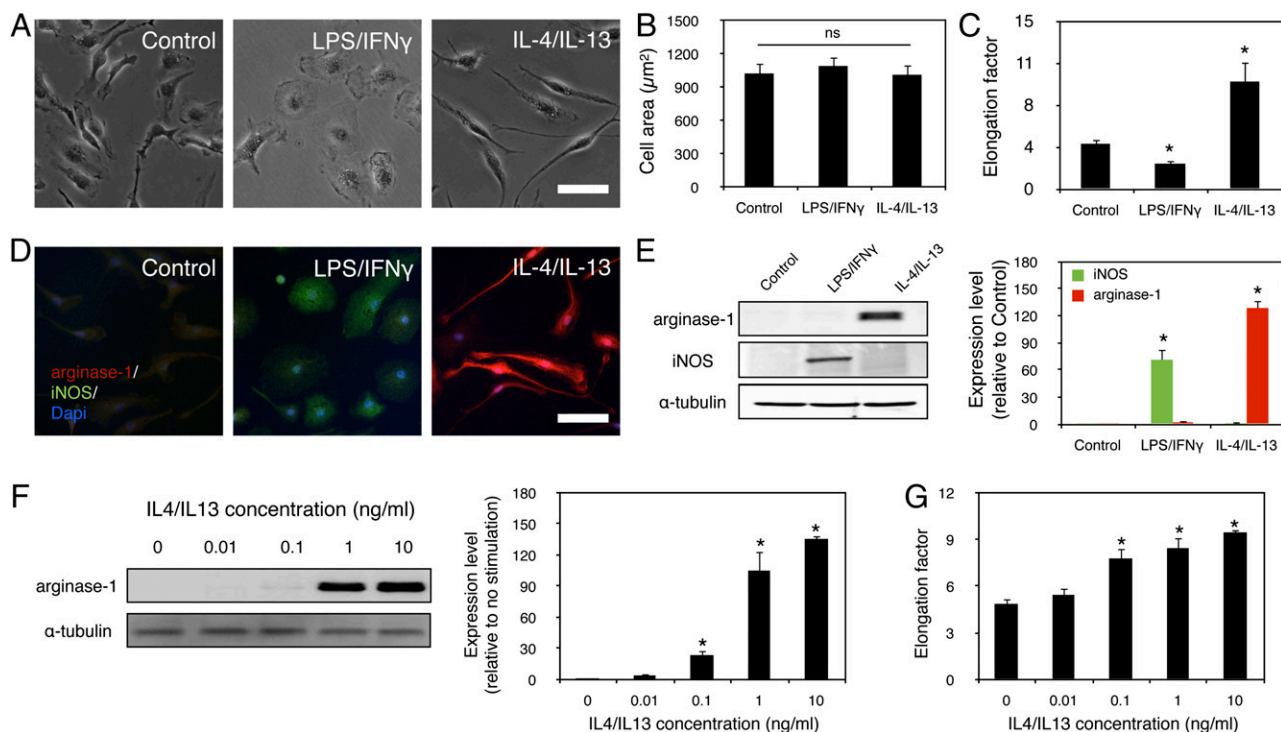 A
Control
LPS/IFNγ
IL-4/IL-13
B
Cell area (μm²)
1500
1200
900
600
300
0
ns
Control
LPS/IFNγ
IL-4/IL-13
C
Elongation factor
15
11
8
4
0
*
*
Control
LPS/IFNγ
IL-4/IL-13
D
Control
arginase-1/
iNOS/
Dapi
LPS/IFNγ
IL-4/IL-13
E
Control
LPS/IFNγ
IL-4/IL-13
arginase-1
iNOS
α-tubulin
Expression level
(relative to Control)
180
150
120
90
60
30
0
iNOS
arginase-1
*
*
Control
LPS/IFNγ
IL-4/IL-13
F
IL4/IL13 concentration (ng/ml)
0 0.01 0.1 1 10
arginase-1
α-tubulin
Expression level
(relative to no stimulation)
180
150
120
90
60
30
0
*
*
*
0 0.01 0.1 1 10
IL4/IL13 concentration (ng/ml)
G
Elongation factor
12
9
6
3
0
*
*
*
0 0.01 0.1 1 10
IL4/IL13 concentration (ng/ml)